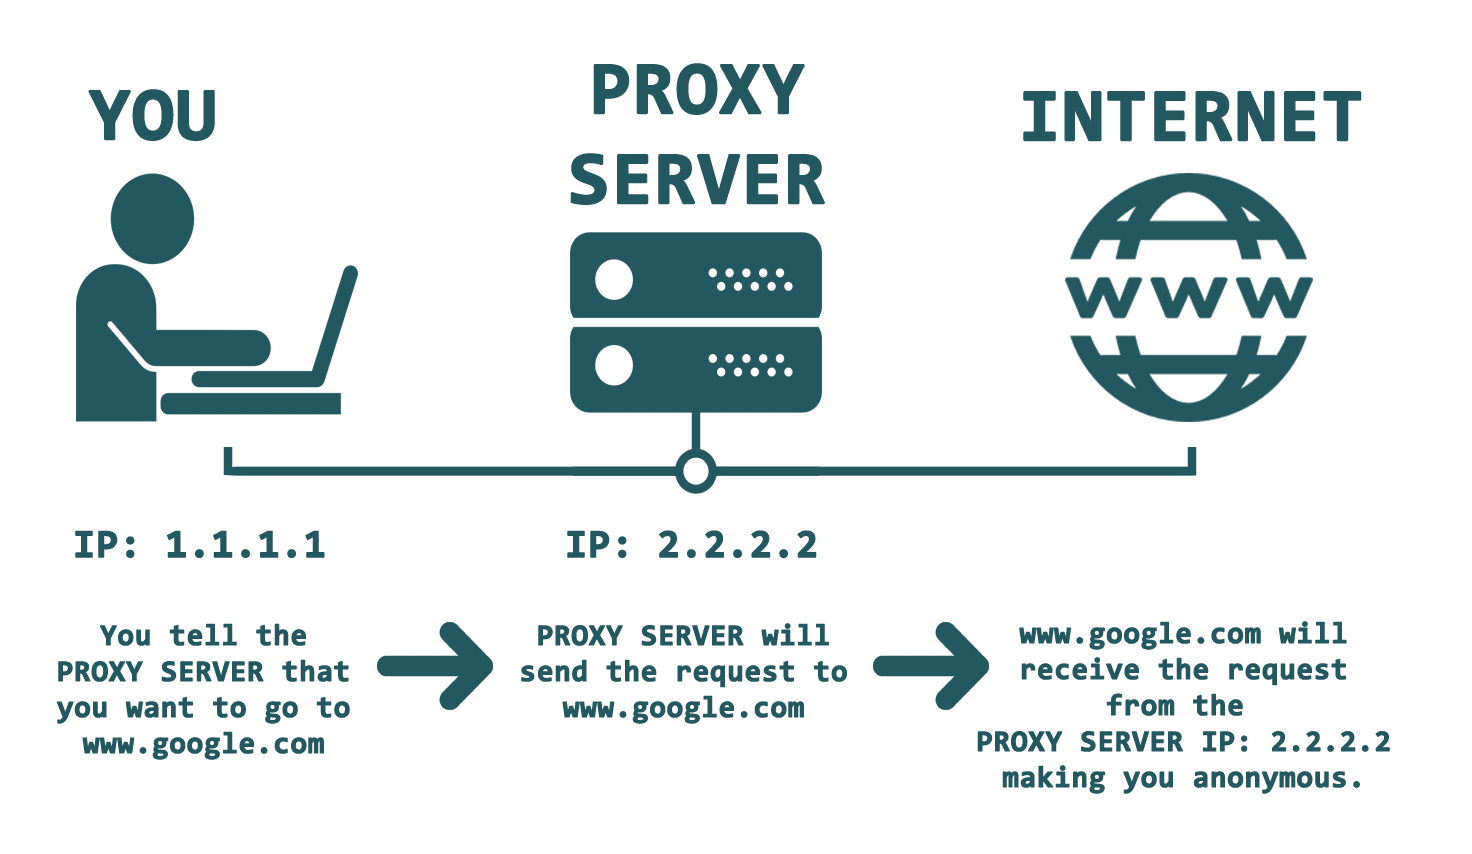 YOU
PROXY
SERVER
INTERNET
www
IP: 1.1.1.1
IP: 2.2.2.2
You tell the
PROXY SERVER that
you want to go to
www.google.com
PROXY SERVER will
send the request to
www.google.com
www.google.com will
receive the request
from the
PROXY SERVER IP: 2.2.2.2
making you anonymous.